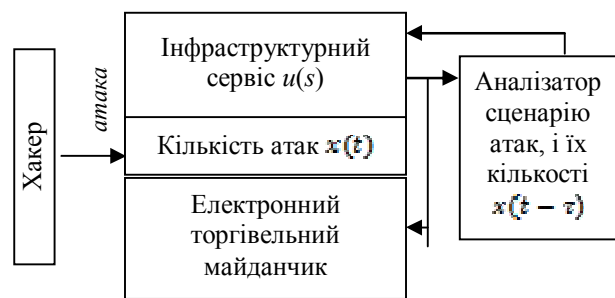 Хакер
атака
Інфраструктурний
сервіс u(s)
Кількість атак x(t)
Електронний
торгівельний
майданчик
Аналізатор
сценарію
атак, і їх
кількості
x(t − τ)